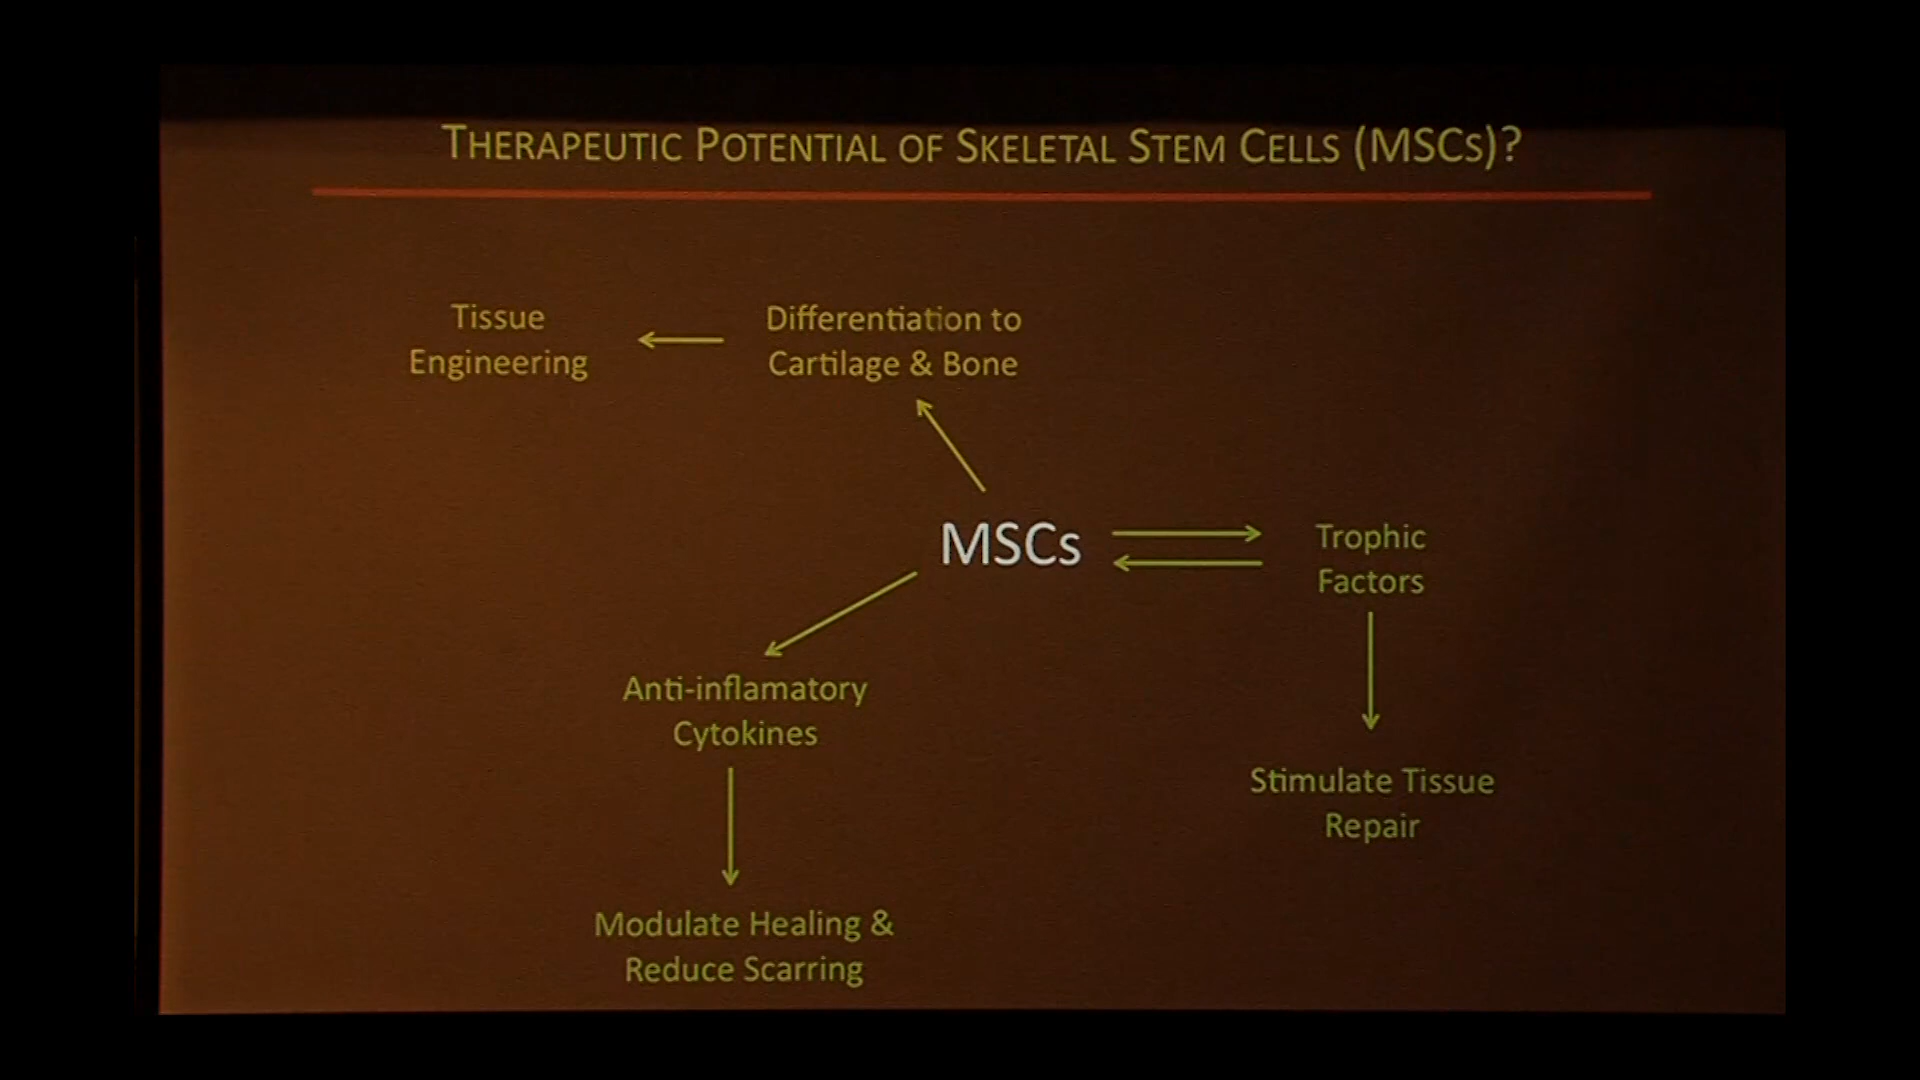 THERAPEUTIC POTENTIAL OF SKELETAL STEM CELLS (MSCS)?
Tissue
Engineering
Differentiation to
Cartilage & Bone
MSCs
Trophic
Factors
Anti-inflamatory
Cytokines
Stimulate Tissue
Repair
Modulate Healing &
Reduce Scarring